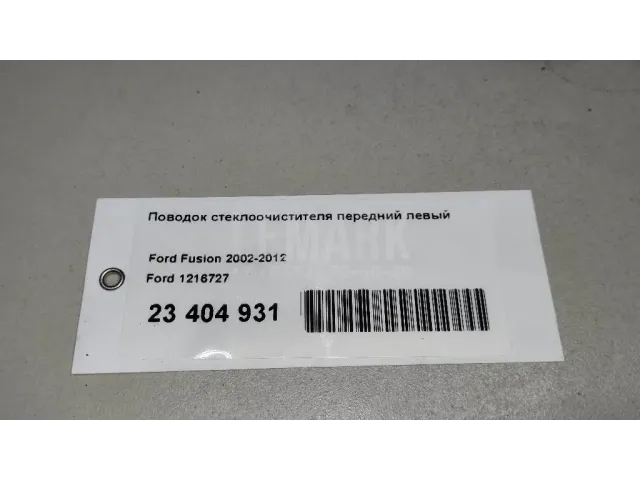 Поводок стеклоочистителя передний левый
Ford Fusion 2002-2012
Ford 1216727
23 404 931